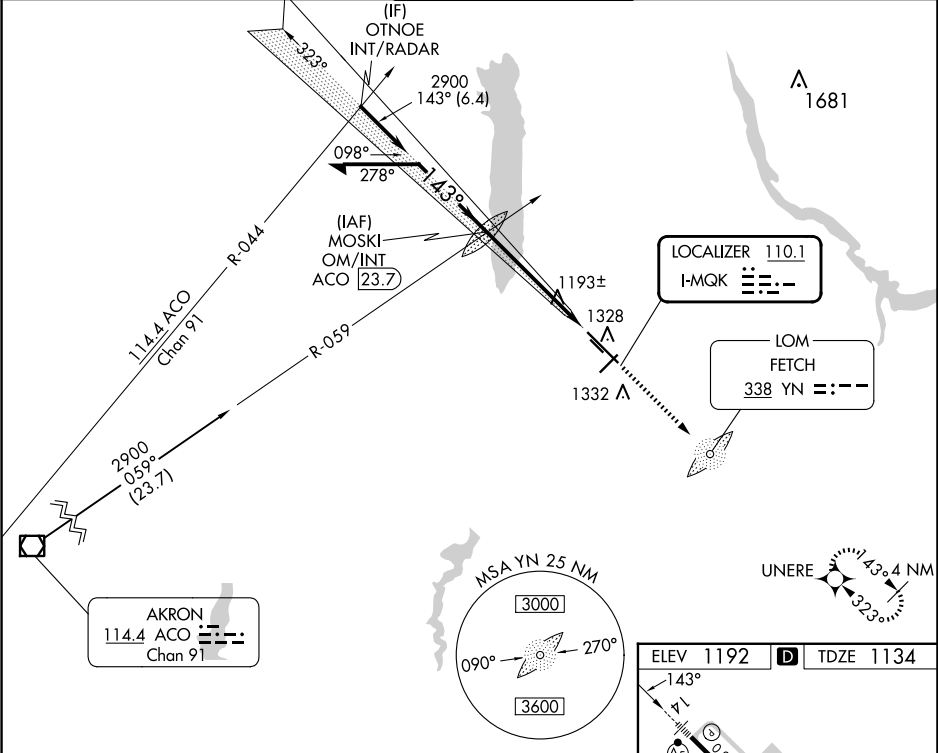 (IF)
OTNOE
INT/RADAR
323°
2900
143° (6.4)
1681
098°
278°
143°
(IAF)
MOSKI
OM/INT
ACO 23.7
R-044
LOCALIZER 110.1
I-MQK
1193±
1328
114.4 ACO
Chan 91
R-059
LOM
FETCH
338 YN
1332
2900
059°
(23.7)
UNERE
143°
4 NM
323°
MSA YN 25 NM
3000
090°
270°
3600
AKRON
114.4 ACO
Chan 91
ELEV 1192 D TDZE 1134
143°
14
P